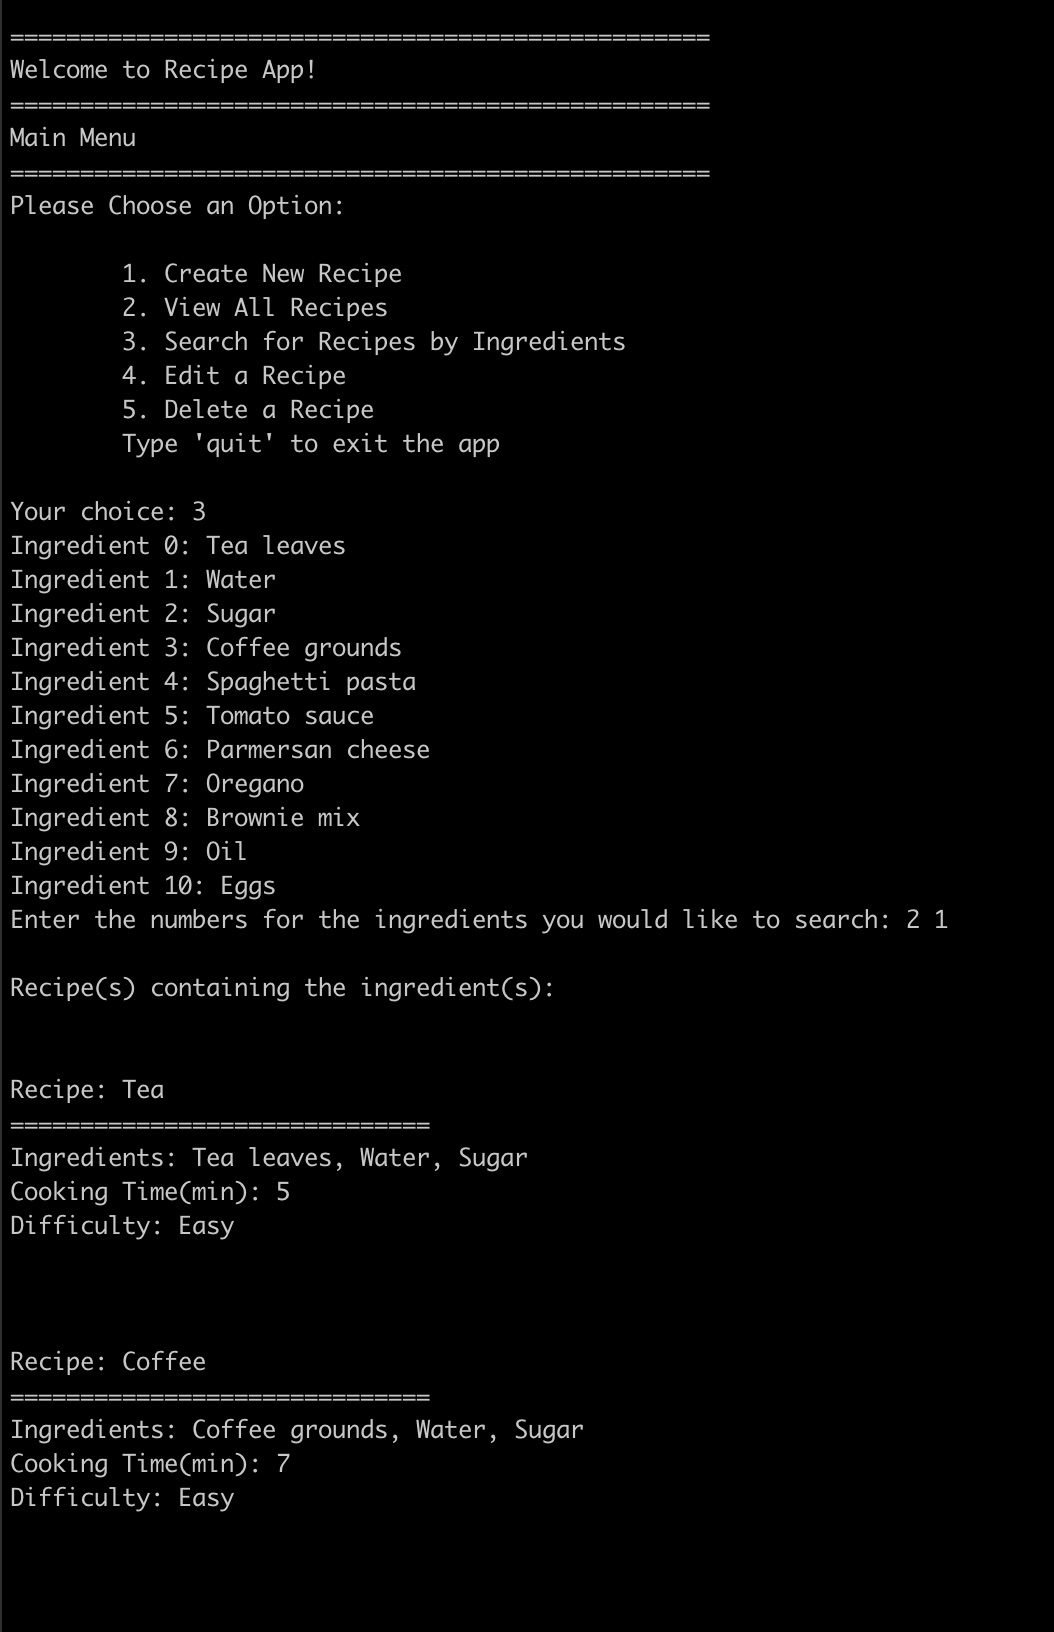 ==================================================
Welcome to Recipe App!
==================================================
Main Menu
==================================================
Please Choose an Option:
1. Create New Recipe
2. View All Recipes
3. Search for Recipes by Ingredients
4. Edit a Recipe
5. Delete a Recipe
Type 'quit' to exit the app
Your choice: 3
Ingredient 0: Tea leaves
Ingredient 1: Water
Ingredient 2: Sugar
Ingredient 3: Coffee grounds
Ingredient 4: Spaghetti pasta
Ingredient 5: Tomato sauce
Ingredient 6: Parmersan cheese
Ingredient 7: Oregano
Ingredient 8: Brownie mix
Ingredient 9: Oil
Ingredient 10: Eggs
Enter the numbers for the ingredients you would like to search: 2 1
Recipe(s) containing the ingredient(s):
Recipe: Tea
==============================
Ingredients: Tea leaves, Water, Sugar
Cooking Time(min): 5
Difficulty: Easy
Recipe: Coffee
==============================
Ingredients: Coffee grounds, Water, Sugar
Cooking Time(min): 7
Difficulty: Easy